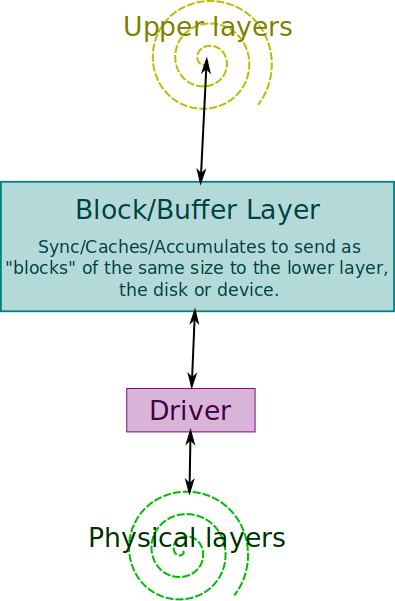 Upper layers
Block/Buffer Layer
Sync/Caches/Accumulates to send as
"blocks" of the same size to the lower layer,
the disk or device.
Driver
Physical layers